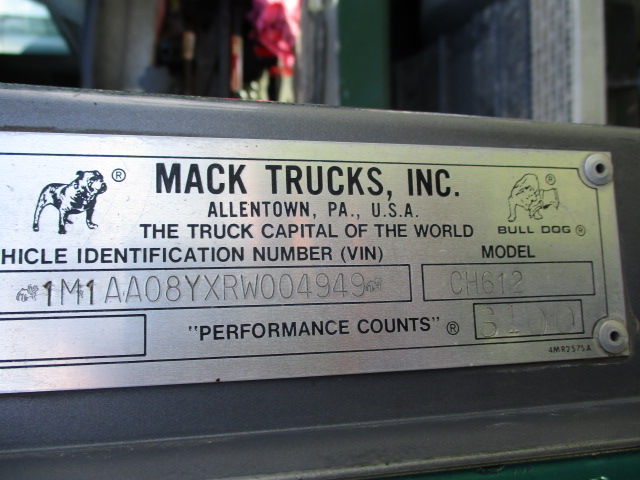 ®
MACK TRUCKS, INC.
®
ALLENTOWN, PA., U.S.A.
THE TRUCK CAPITAL OF THE WORLD
BULL DOG ®
HICLE IDENTIFICATION NUMBER (VIN)
MODEL
1M1AA08YXRW004949
CH612
"PERFORMANCE COUNTS" ®
6100
4MR2575A